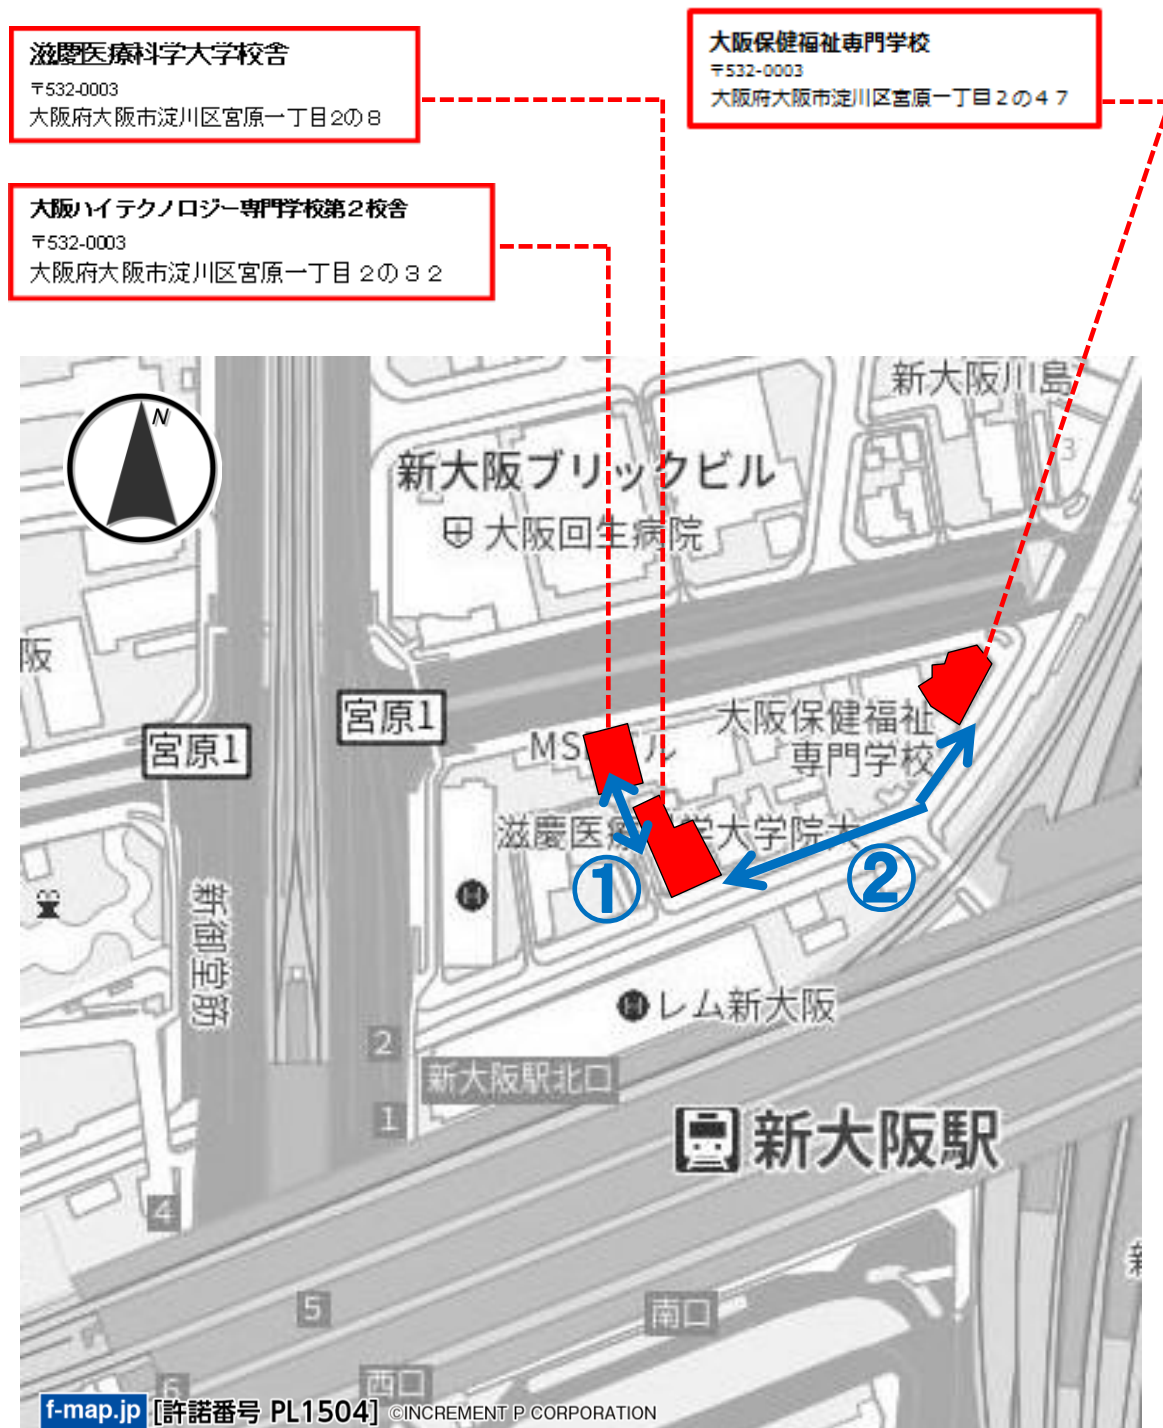 滋慶医療科学大学校舎
〒532-0003
大阪府大阪市淀川区宮原一丁目2の8
大阪保健福祉専門学校
〒532-0003
大阪府大阪市淀川区宮原一丁目2の47
大阪ハイテクノロジー専門学校第2校舎
〒532-0003
大阪府大阪市淀川区宮原一丁目2の32
N
新大阪川島
3
新大阪ブリックビル
大阪回生病院
阪
宮原1
宮原1
大阪保健福祉
専門学校
MS ル
滋慶医療 学大学院大
①
②
H
新御堂筋
H レム新大阪
2
新大阪駅北口
1
新大阪駅
4
5
南口
西口
6
f-map.jp [許諾番号 PL1504] ©INCREMENT P CORPORATION